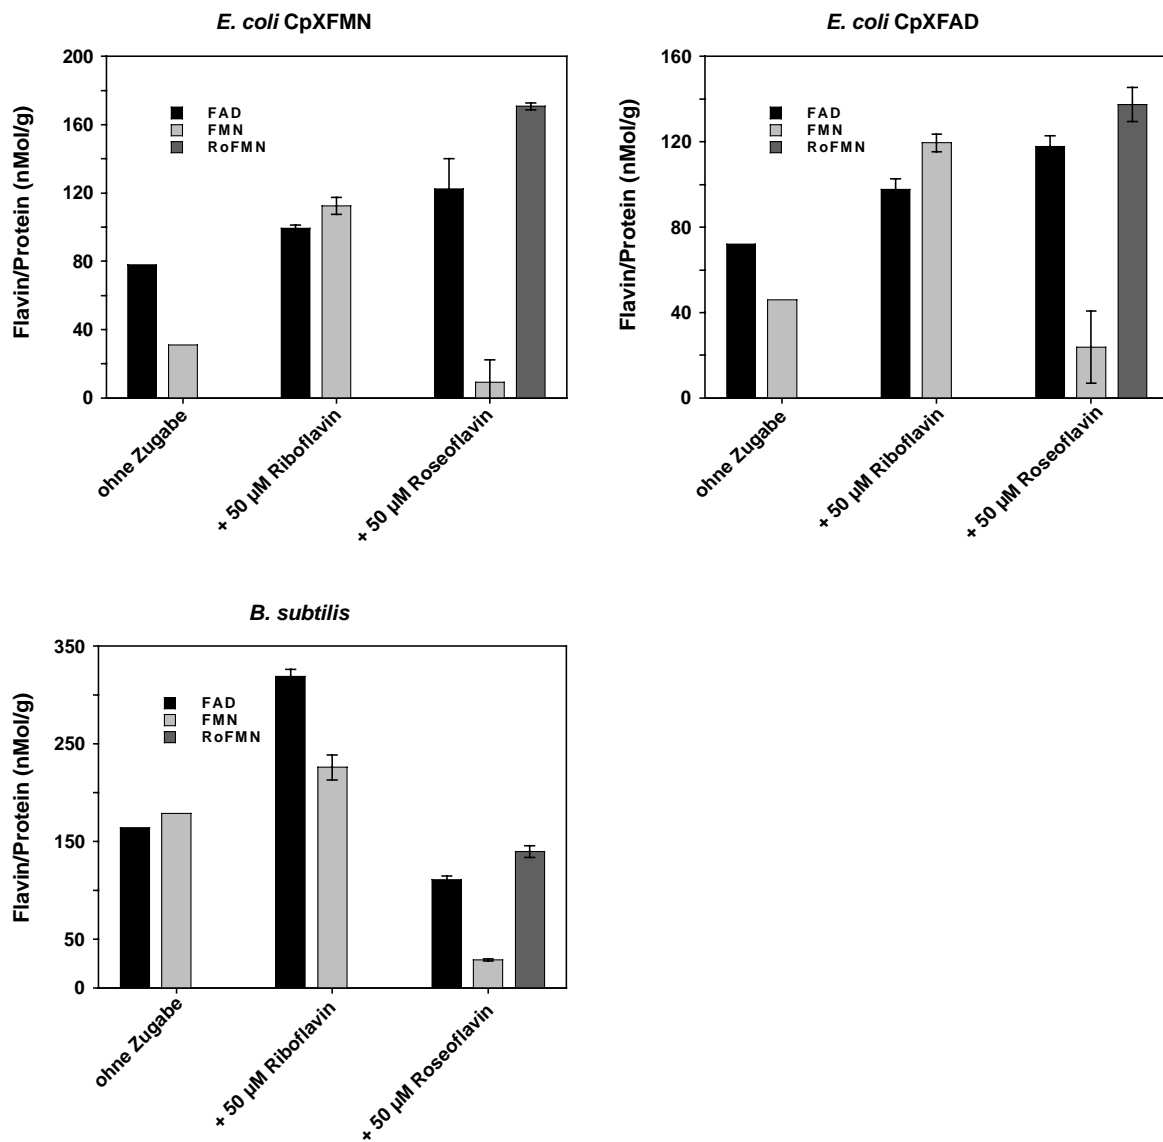 E. coli CpXFMN
Flavin/Protein (nMol/g)
200
160
120
80
40
0
FAD
FMN
RoFMN
ohne Zugabe
+ 50 µM Riboflavin
+ 50 µM Roseoflavin
E. coli CpXFAD
Flavin/Protein (nMol/g)
160
120
80
40
0
FAD
FMN
RoFMN
ohne Zugabe
+ 50 µM Riboflavin
+ 50 µM Roseoflavin
B. subtilis
Flavin/Protein (nMol/g)
350
250
150
50
0
FAD
FMN
RoFMN
ohne Zugabe
+ 50 µM Riboflavin
+ 50 µM Roseoflavin